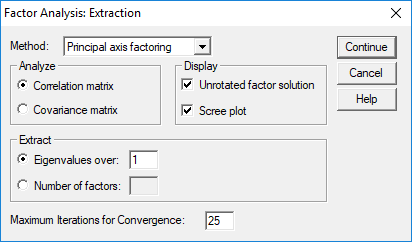 Factor Analysis: Extraction
Method: Principal axis factoring
Continue
Cancel
Help
Analyze
Correlation matrix
Covariance matrix
Display
Unrotated factor solution
Scree plot
Extract
Eigenvalues over: 1
Number of factors:
Maximum Iterations for Convergence: 25